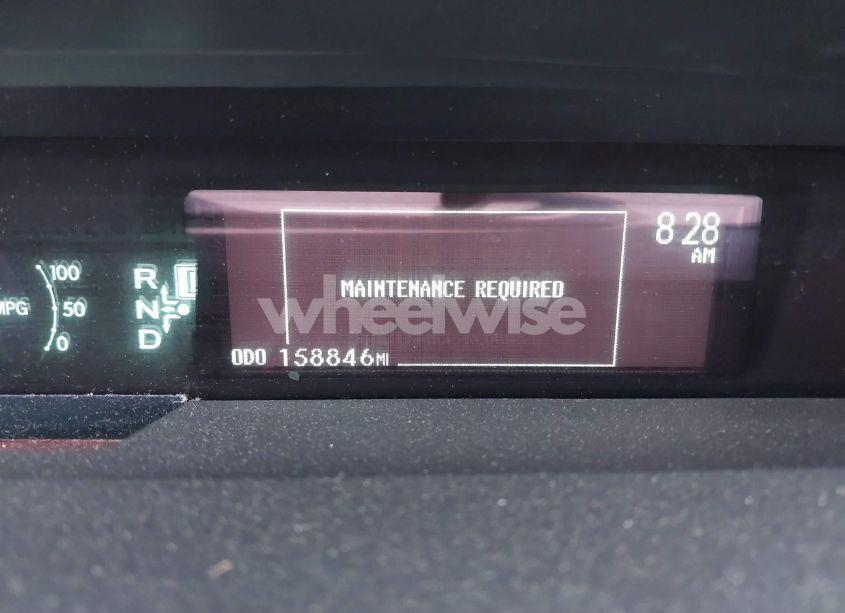 8:28
AM
100
MPG
50
0
R
N
D
MAINTENANCE REQUIRED
wheelwise
ODO 158846 MI